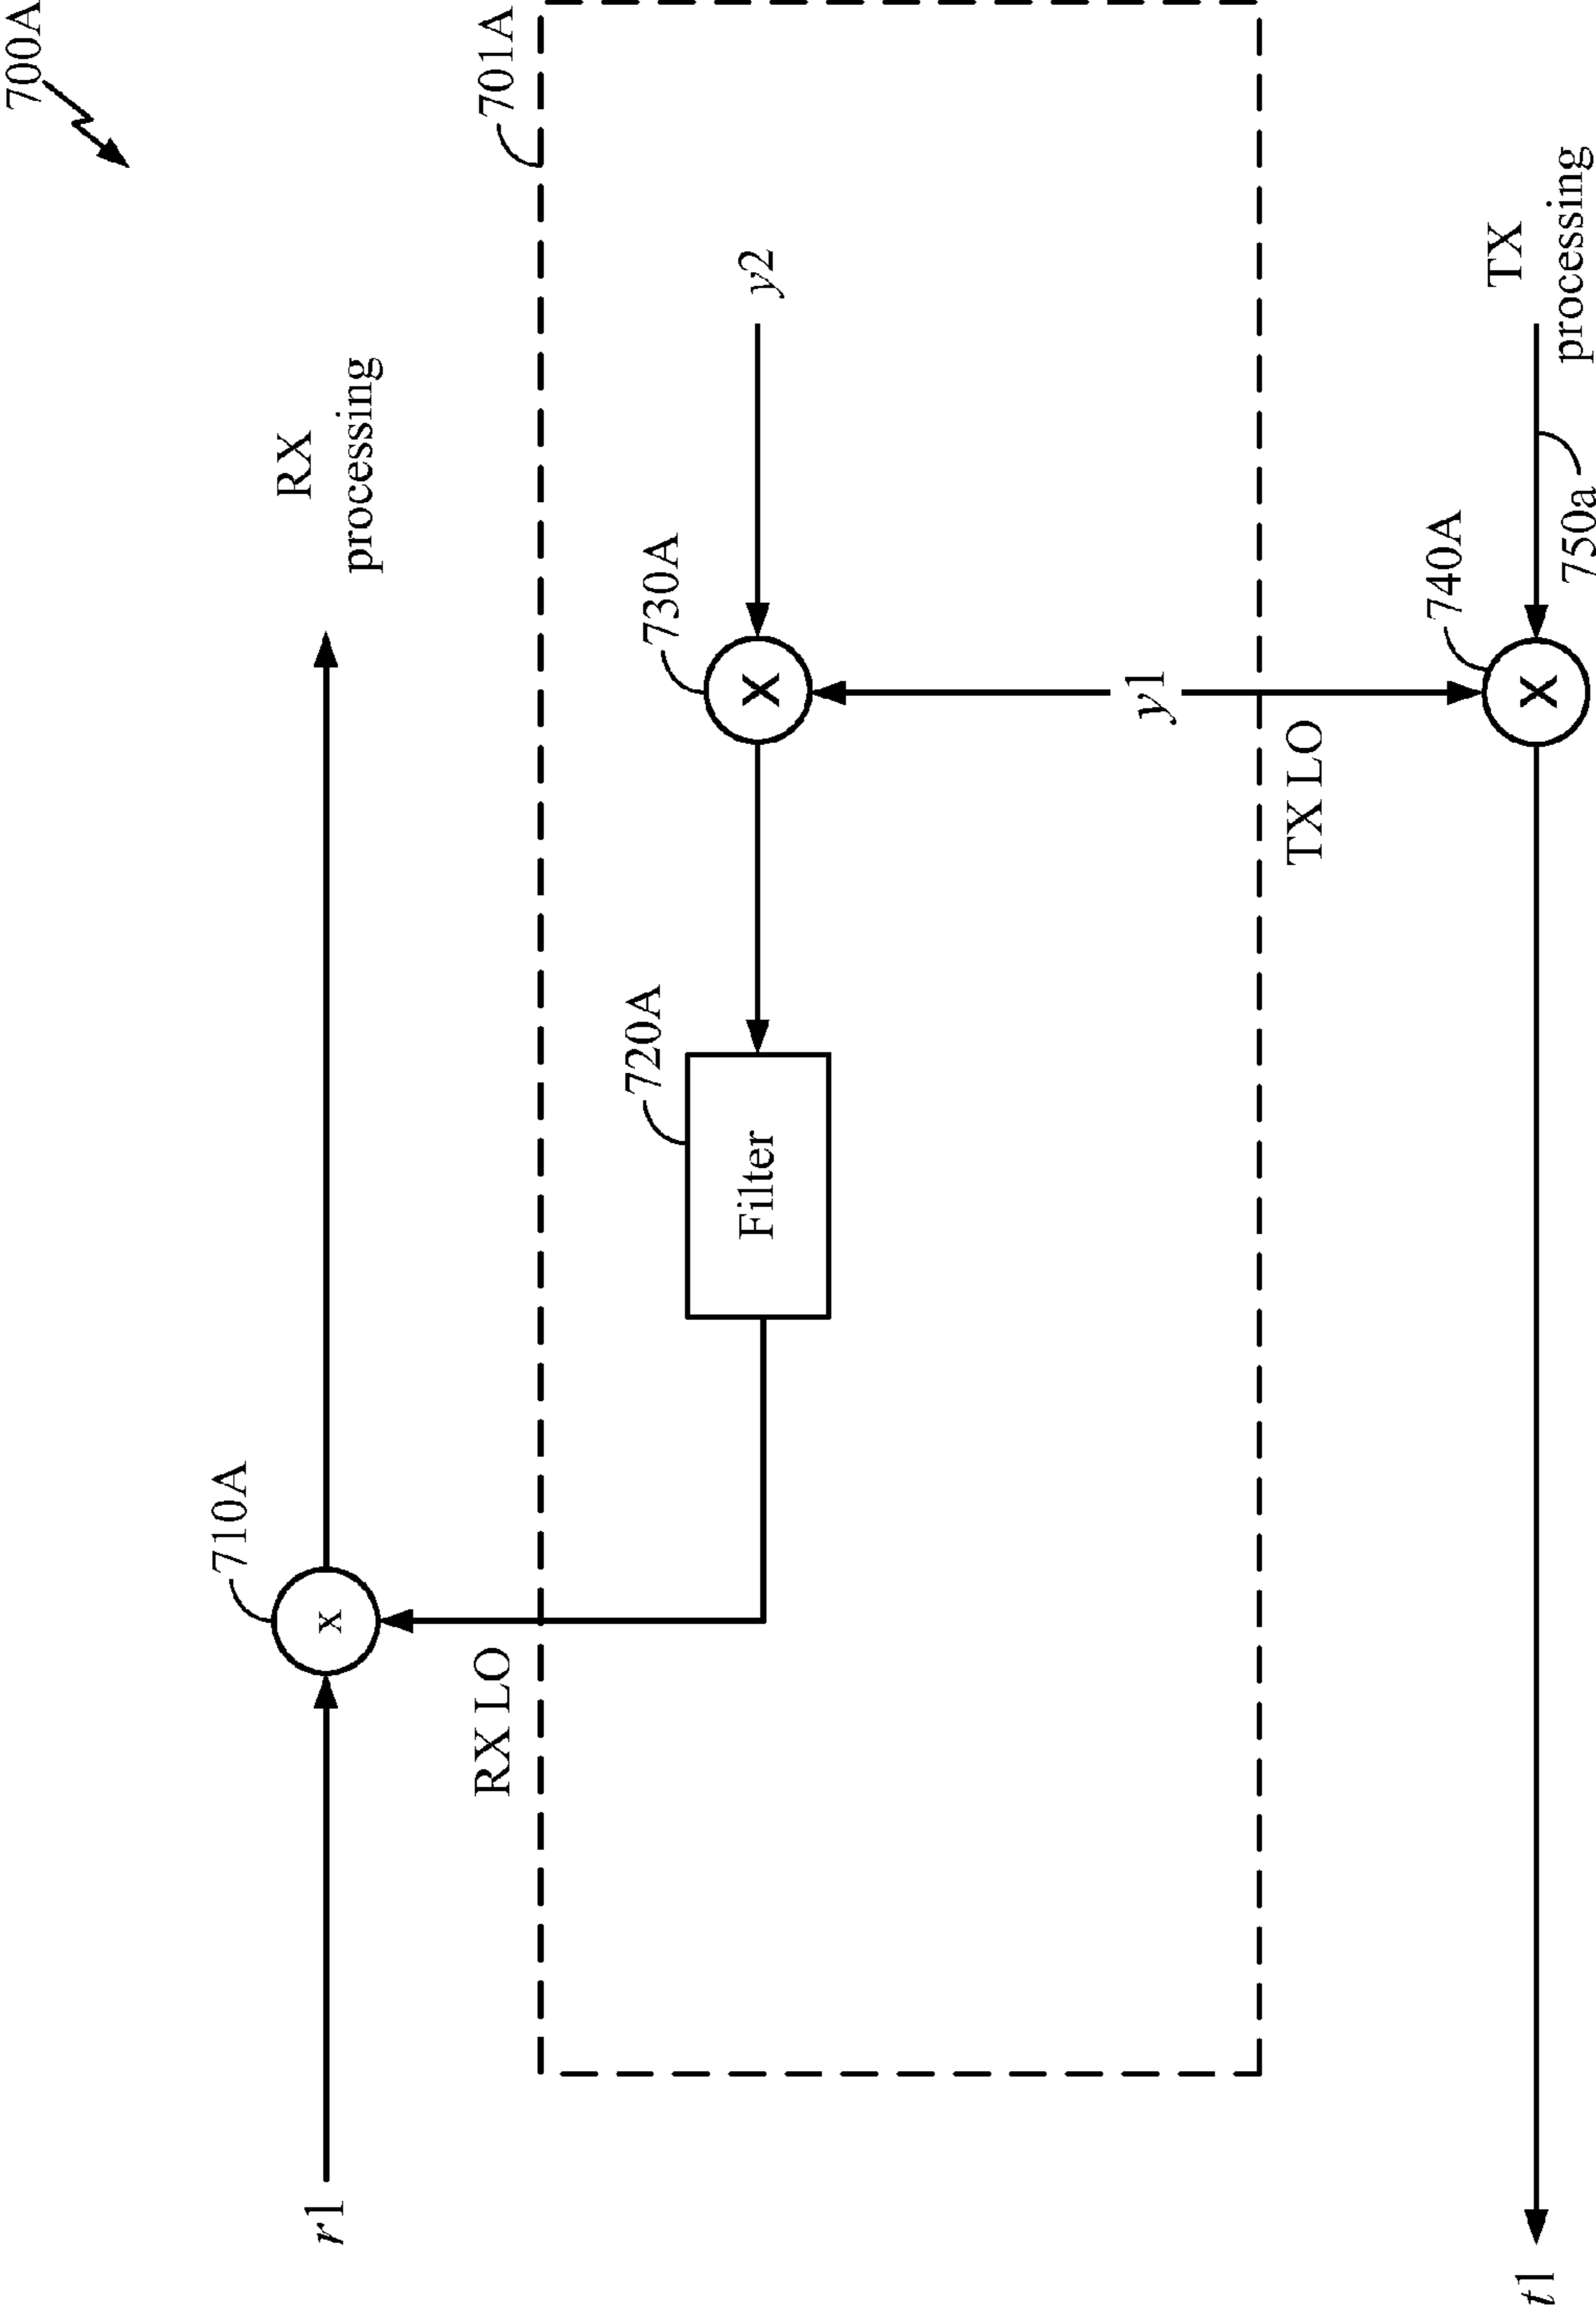 700A
r1
710A
RX
processing
RX LO
701A
720A
Filter
730A
y2
y1
TX LO
740A
t1
750a
TX
processing